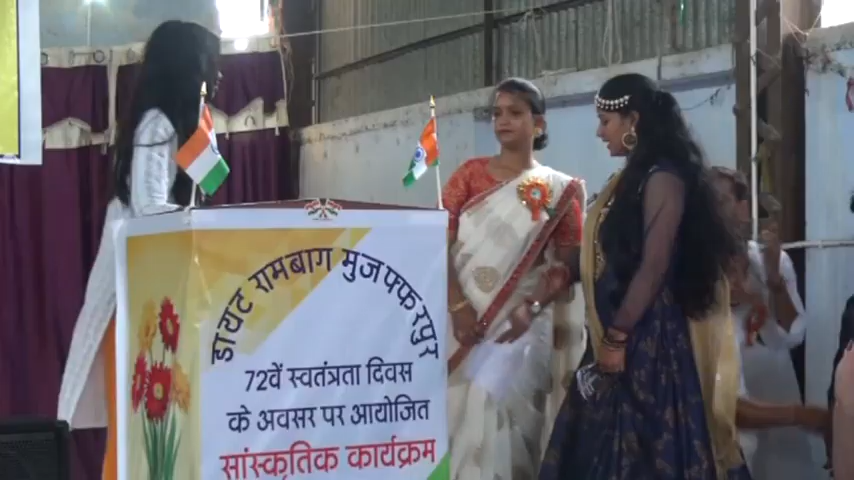 डायट रामबाग मुजफ्फरपुर
72वें स्वतंत्रता दिवस
के अवसर पर आयोजित
सांस्कृतिक कार्यक्रम